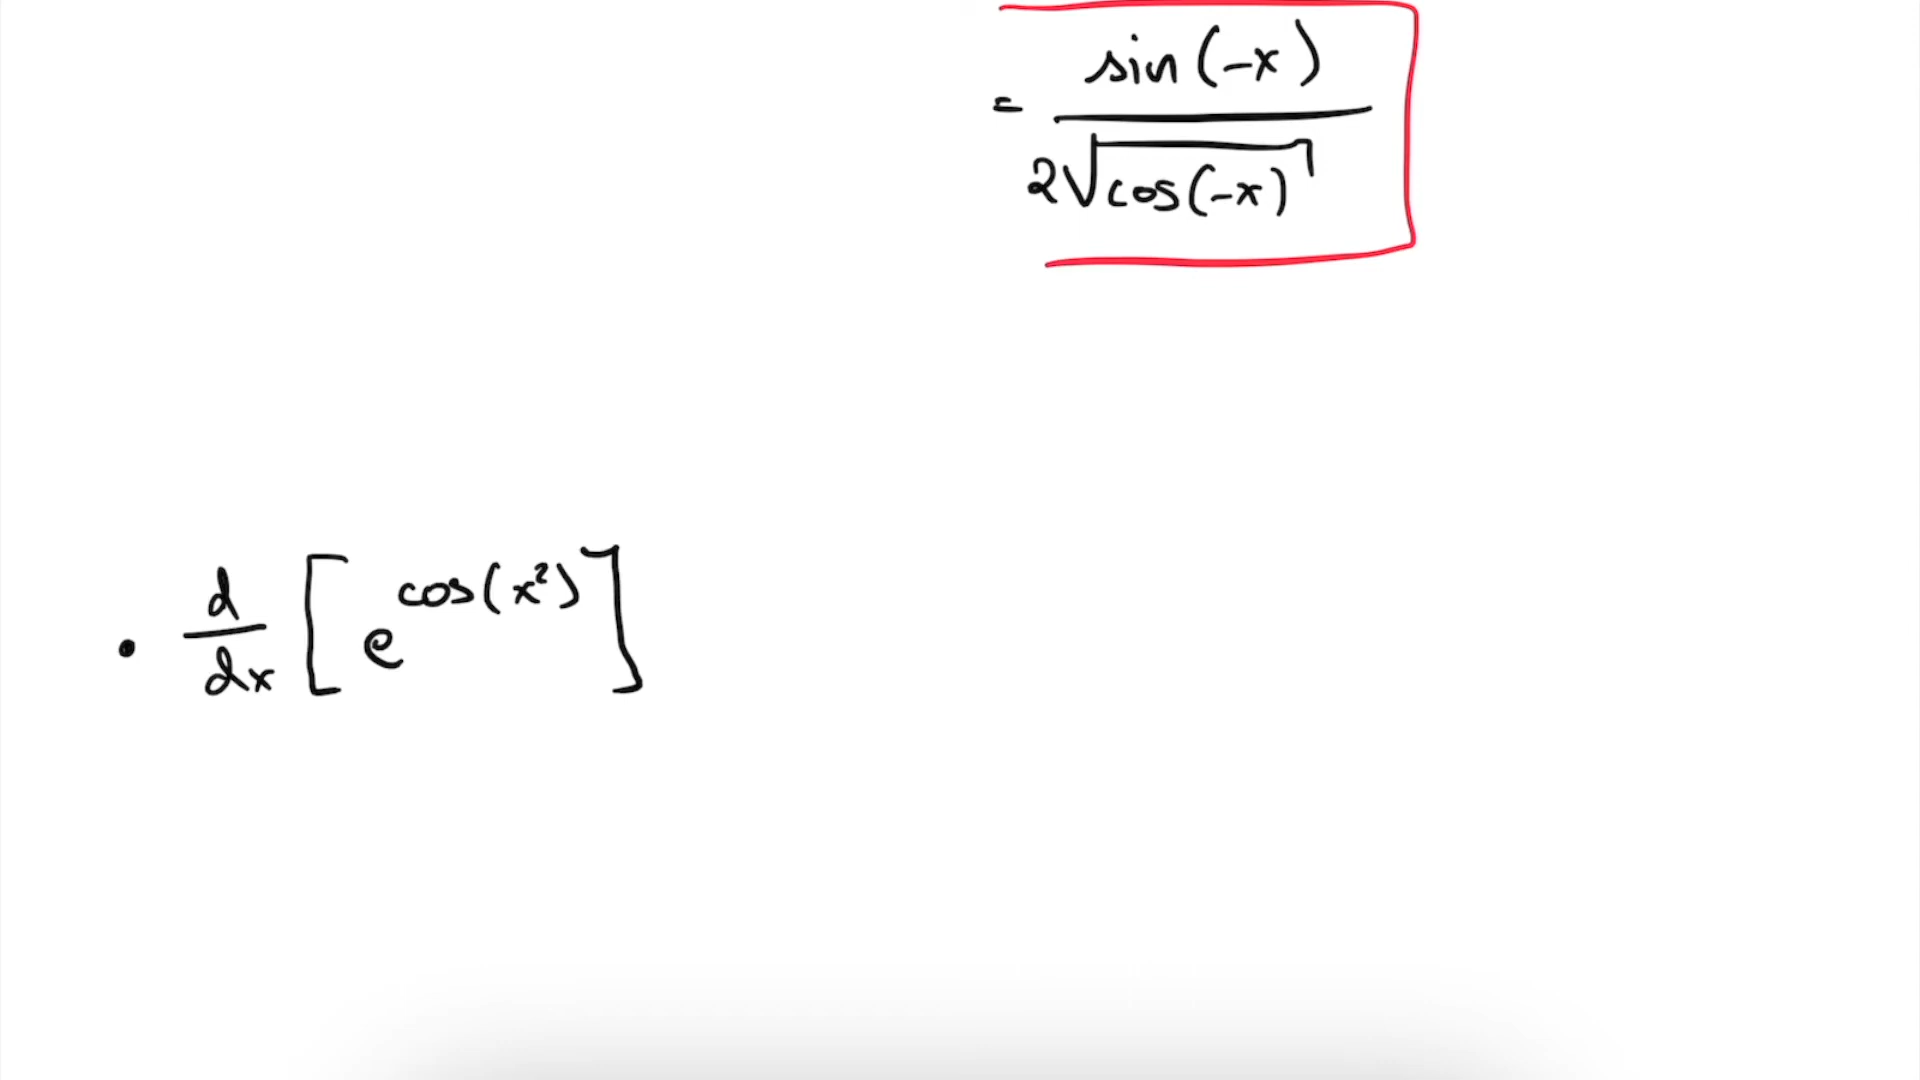 = sin(-x) / 2√cos(-x)
• d/dx [e^cos(x²)]